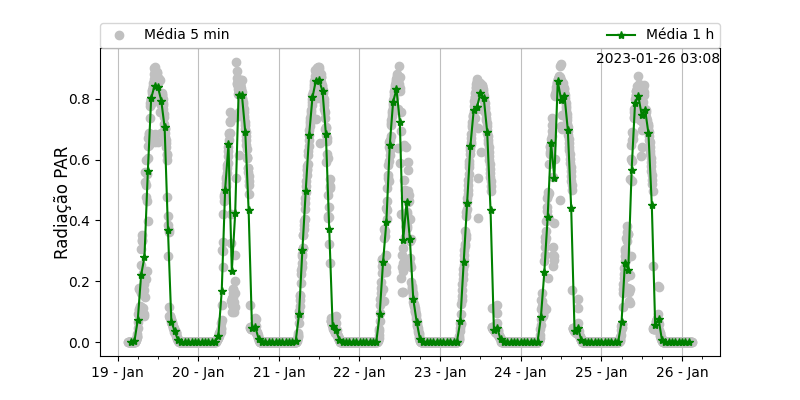 Média 5 min
Média 1 h
2023-01-26 03:08
Radiação PAR
0.8
0.6
0.4
0.2
0.0
19 - Jan
20 - Jan
21 - Jan
22 - Jan
23 - Jan
24 - Jan
25 - Jan
26 - Jan